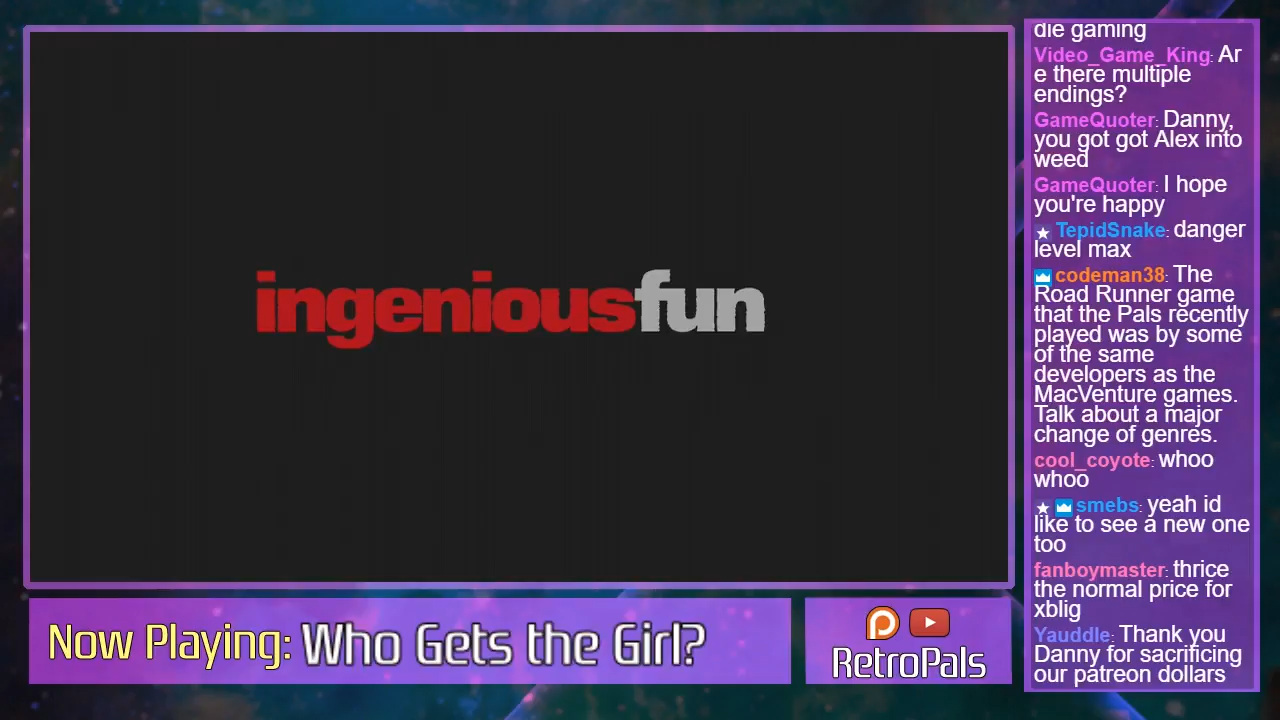 ingeniousfun
Now Playing: Who Gets the Girl?
RetroPals
die gaming
Video_Game_King: Ar
e there multiple
endings?
GameQuoter: Danny,
you got got Alex into
weed
GameQuoter: I hope
you're happy
TepidSnake: danger
level max
codeman38: The
Road Runner game
that the Pals recently
played was by some
of the same
developers as the
MacVenture games.
Talk about a major
change of genres.
cool_coyote: whoo
whoo
smebs: yeah id
like to see a new one
too
fanboymaster: thrice
the normal price for
xblig
Yauddle: Thank you
Danny for sacrificing
our patreon dollars